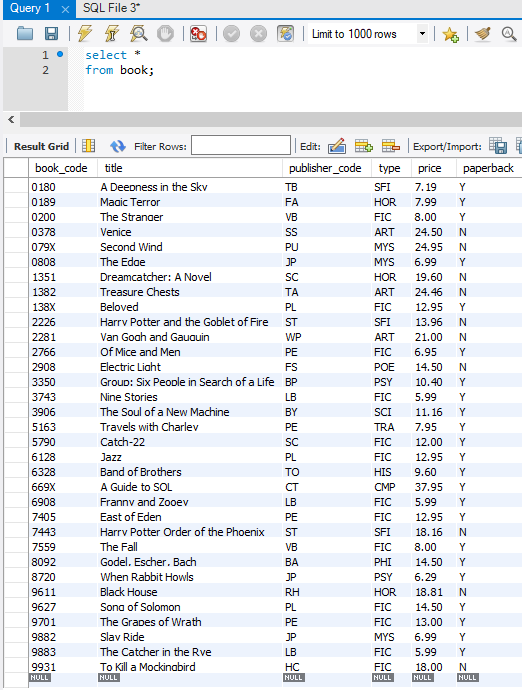 Query 1 SQL File 3*
Limit to 1000 rows
1 select *
2 from book;
Result Grid Filter Rows: Edit: Export/Import:
book_code title publisher_code type price paperback
0180 A Deepness in the Sky TB SFI 7.19 Y
0189 Magic Terror FA HOR 7.99 Y
0200 The Stranger VB FIC 8.00 Y
0378 Venice SS ART 24.50 N
079X Second Wind PU MYS 24.95 N
0808 The Edge JP MYS 6.99 Y
1351 Dreamcatcher: A Novel SC HOR 19.60 N
1382 Treasure Chests TA ART 24.46 N
138X Beloved PL FIC 12.95 Y
2226 Harry Potter and the Goblet of Fire ST SFI 13.96 N
2281 Van Gogh and Gauguin WP ART 21.00 N
2766 Of Mice and Men PE FIC 6.95 Y
2908 Electric Light FS POE 14.50 N
3350 Group: Six People in Search of a Life BP PSY 10.40 Y
3743 Nine Stories LB FIC 5.99 Y
3906 The Soul of a New Machine BY SCI 11.16 Y
5163 Travels with Charley PE TRA 7.95 Y
5790 Catch-22 SC FIC 12.00 Y
6128 Jazz PL FIC 12.95 Y
6328 Band of Brothers TO HIS 9.60 Y
669X A Guide to SQL CT CMP 37.95 Y
6908 Franny and Zooey LB FIC 5.99 Y
7405 East of Eden PE FIC 12.95 Y
7443 Harry Potter Order of the Phoenix ST SFI 18.16 N
7559 The Fall VB FIC 8.00 Y
8092 Godel, Escher, Bach BA PHI 14.50 Y
8720 When Rabbit Howls JP PSY 6.29 Y
9611 Black House RH HOR 18.81 N
9627 Song of Solomon PL FIC 14.50 Y
9701 The Grapes of Wrath PE FIC 13.00 Y
9882 Slay Ride JP MYS 6.99 Y
9883 The Catcher in the Rye LB FIC 5.99 Y
9931 To Kill a Mockingbird HC FIC 18.00 N
NULL NULL NULL NULL NULL NULL